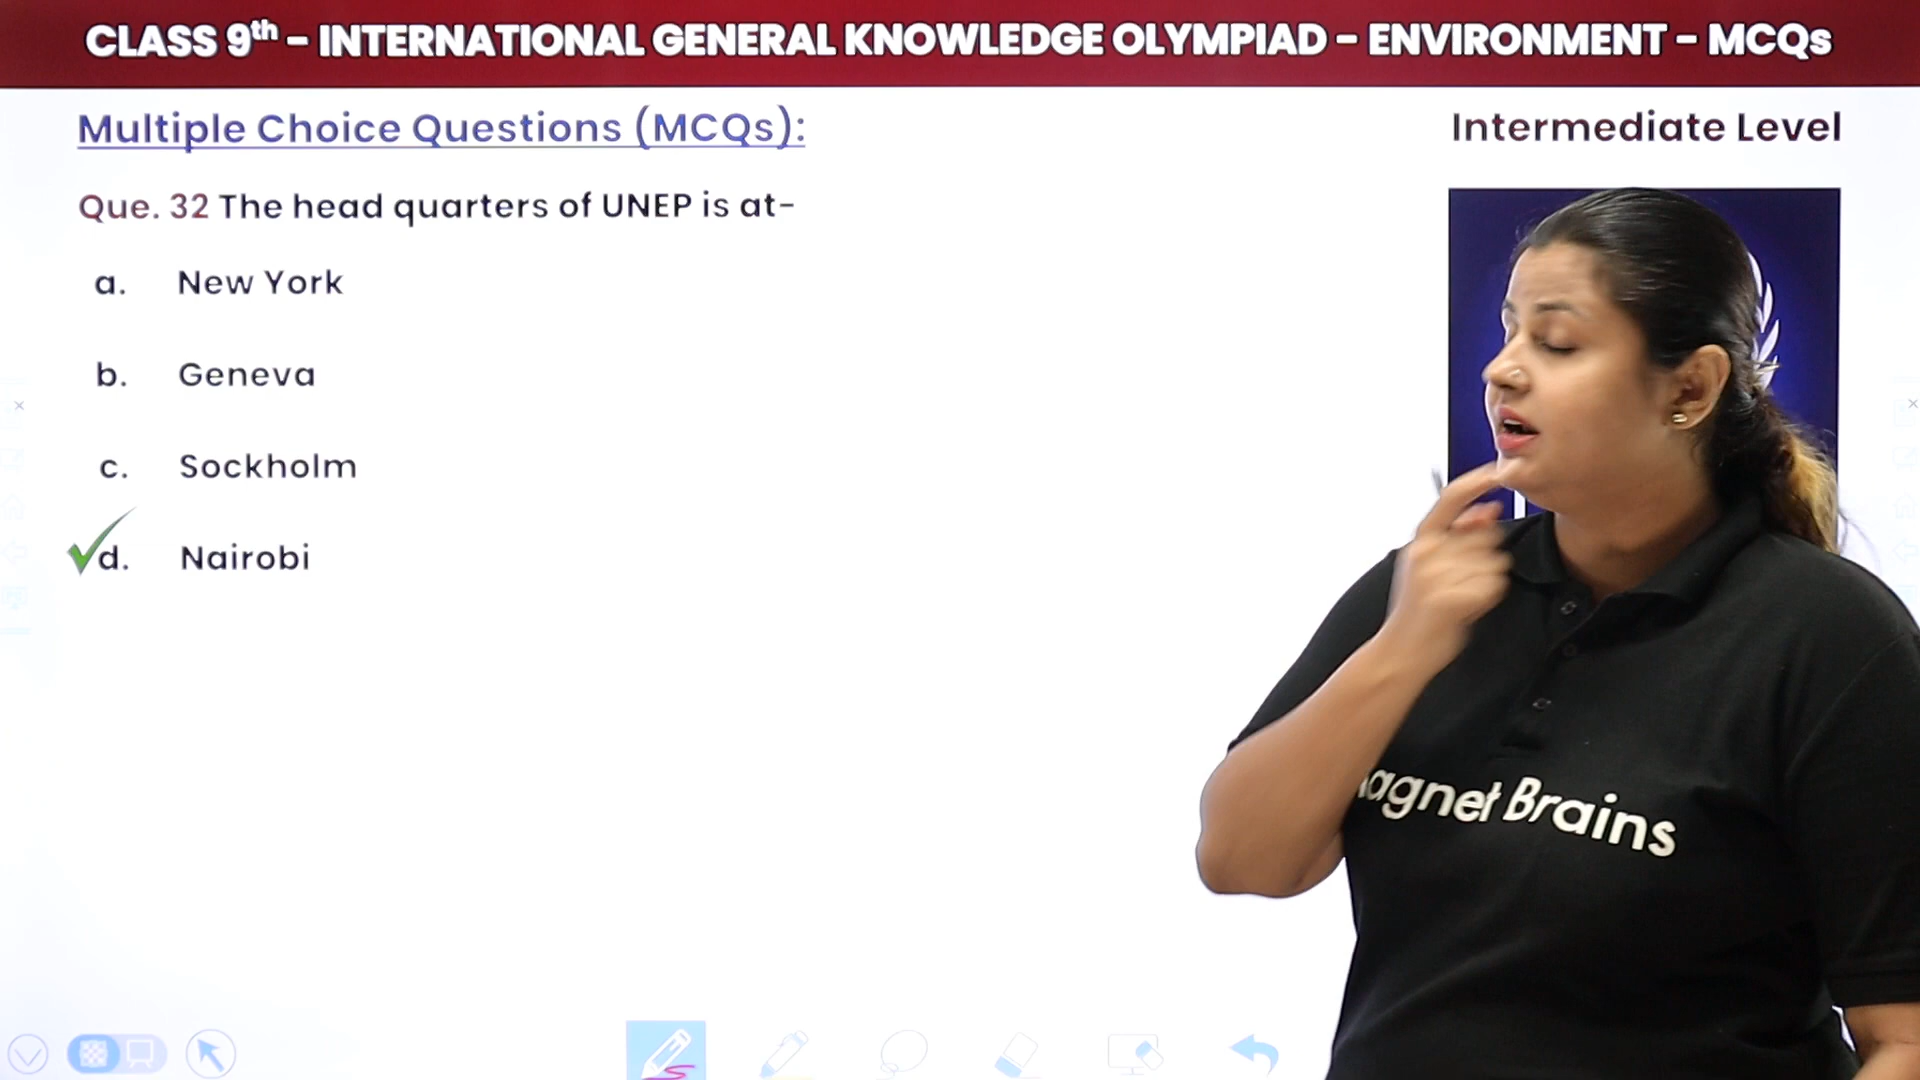 CLASS 9th - INTERNATIONAL GENERAL KNOWLEDGE OLYMPIAD - ENVIRONMENT - MCQs
Multiple Choice Questions (MCQs):
Intermediate Level
Que. 32 The head quarters of UNEP is at-
a. New York
b. Geneva
c. Sockholm
d. Nairobi
agnet Brains